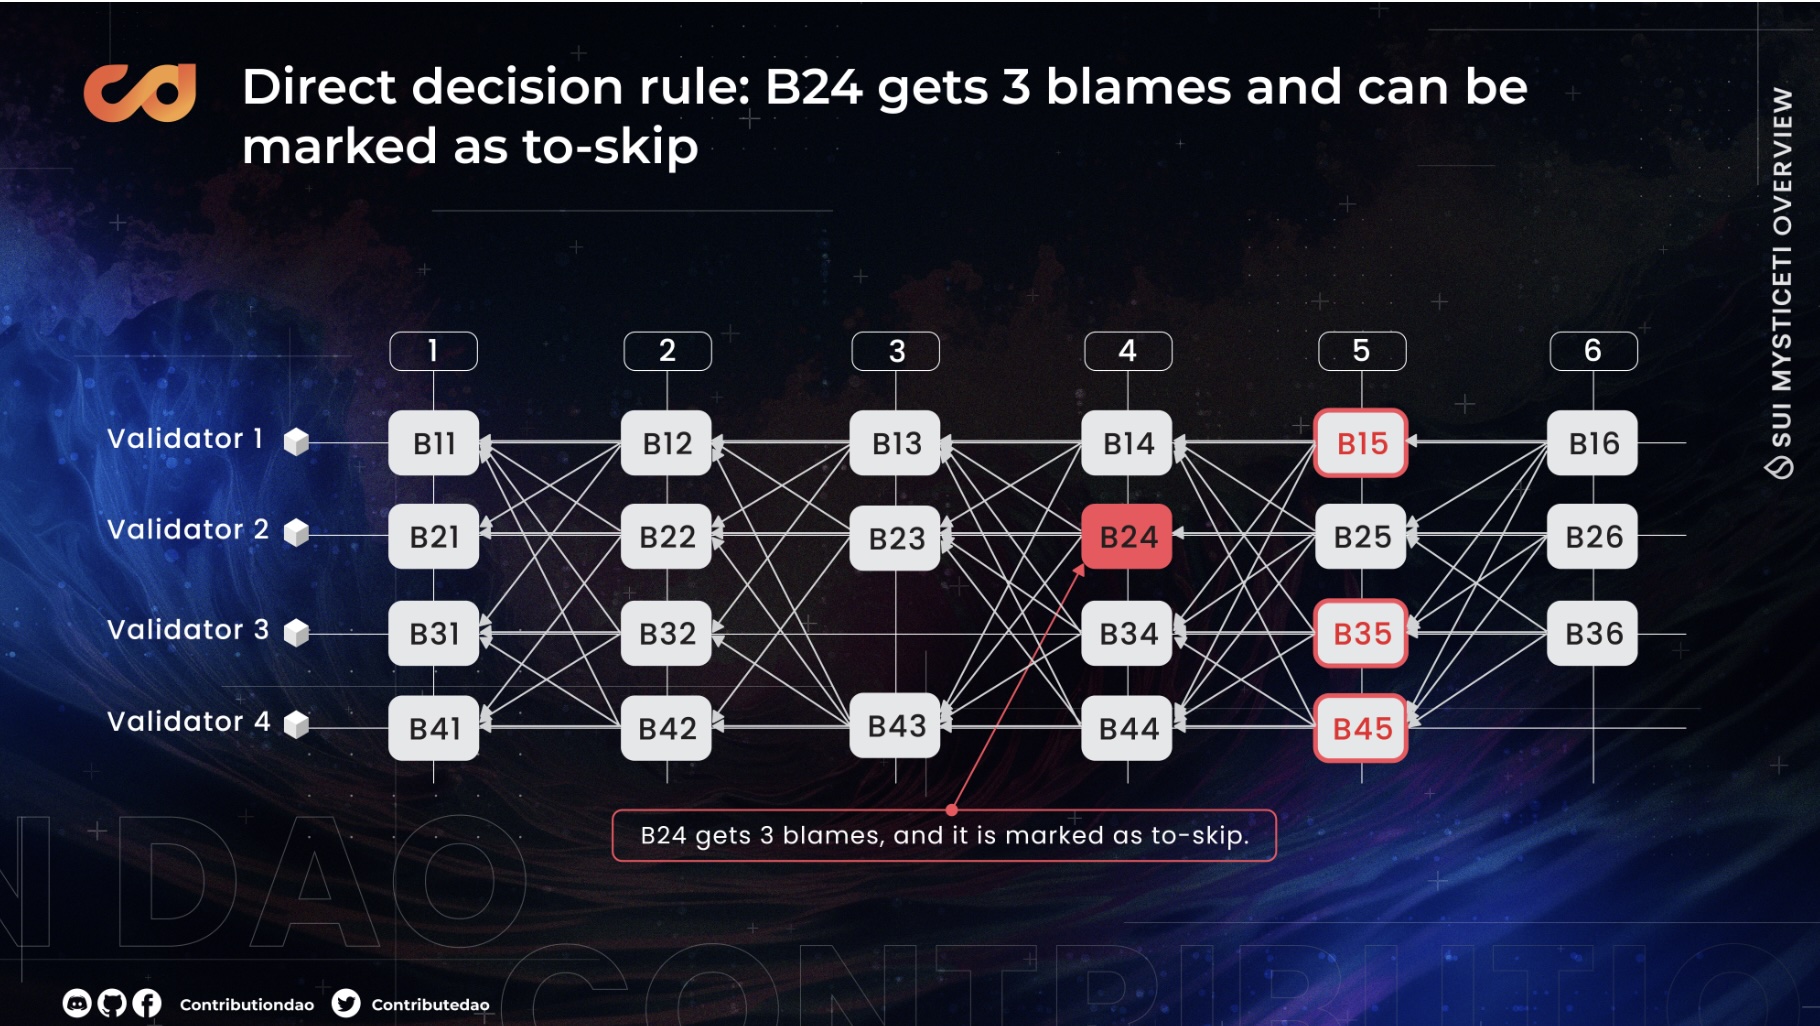 Direct decision rule: B24 gets 3 blames and can be
marked as to-skip
SUI MYSTICETI OVERVIEW
1 2 3 4 5 6
Validator 1 B11 B12 B13 B14 B15 B16
Validator 2 B21 B22 B23 B24 B25 B26
Validator 3 B31 B32 B34 B35 B36
Validator 4 B41 B42 B43 B44 B45
B24 gets 3 blames, and it is marked as to-skip.
N DAO
CONTRIBUTIO
Contributiondao Contributedao